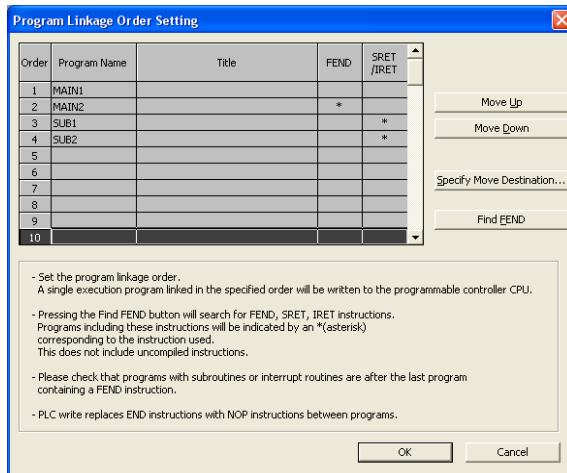 Program Linkage Order Setting
Order Program Name Title FEND SRET
/IRET
1 MAIN1
2 MAIN2 *
3 SUB1 *
4 SUB2 *
5
6
7
8
9
10
Move Up
Move Down
Specify Move Destination...
Find FEND
- Set the program linkage order.
A single execution program linked in the specified order will be written to the programmable controller CPU.
- Pressing the Find FEND button will search for FEND, SRET, IRET instructions.
Programs including these instructions will be indicated by an *(asterisk)
corresponding to the instruction used.
This does not include uncompiled instructions.
- Please check that programs with subroutines or interrupt routines are after the last program
containing a FEND instruction.
- PLC write replaces END instructions with NOP instructions between programs.
OK Cancel